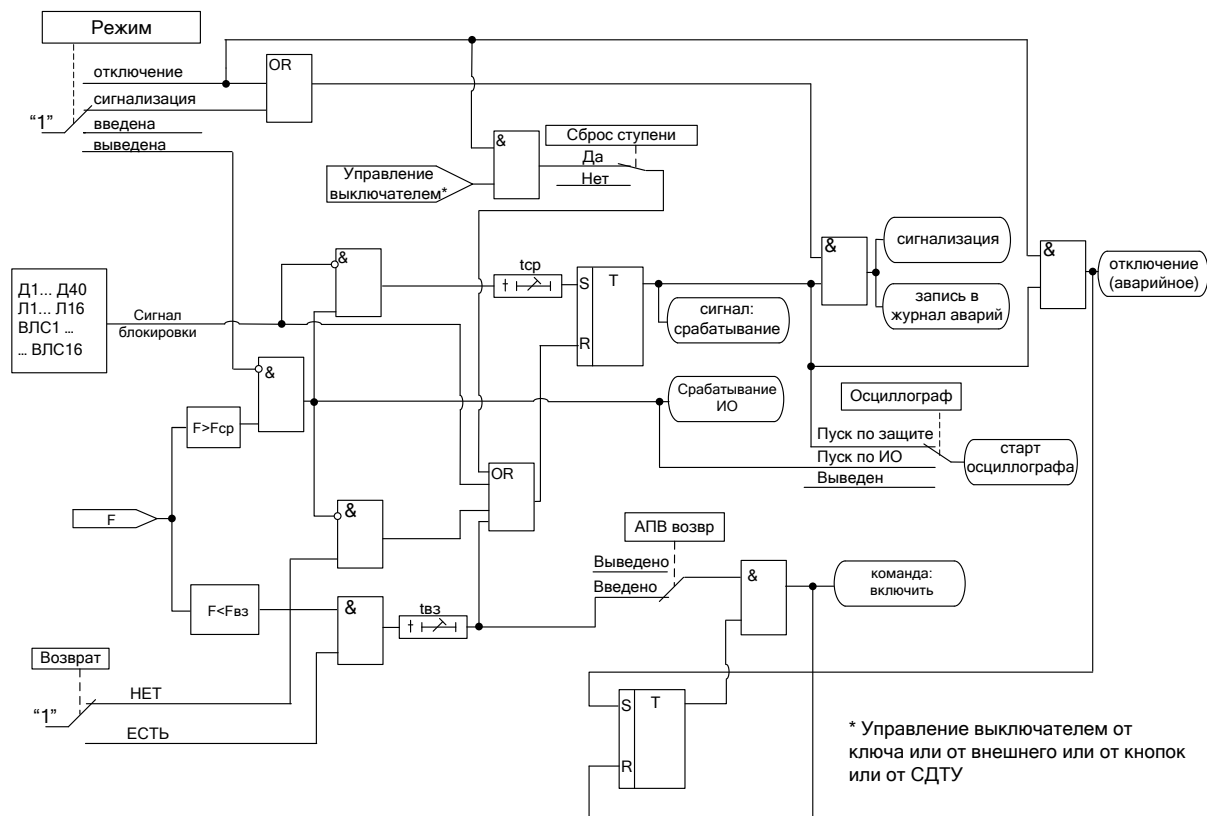 Режим
отключение
сигнализация
“1”
введена
выведена
OR
&
Сброс ступени
Да
Нет
Управление
выключателем*
Д1... Д40
Л1... Л16
ВЛС1 ...
... ВЛС16
Сигнал
блокировки
&
tср
S
T
R
сигнал:
срабатывание
&
сигнализация
запись в
журнал аварий
&
отключение
(аварийное)
&
F>Fср
Срабатывание
ИО
Осциллограф
Пуск по защите
Пуск по ИО
Выведен
старт
осциллографа
OR
F
&
АПВ возвр
Выведено
Введено
&
команда:
включить
F<Fвз
&
tвз
Возврат
“1”
НЕТ
ЕСТЬ
S
T
R
* Управление выключателем от
ключа или от внешнего или от кнопок
или от СДТУ